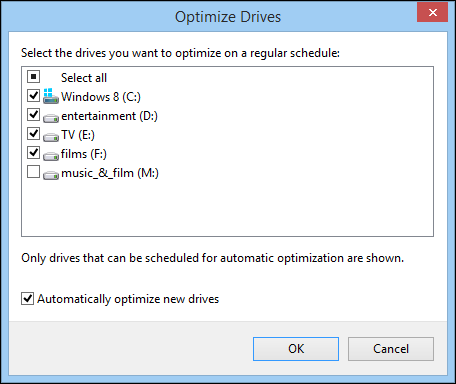 Optimize Drives
Select the drives you want to optimize on a regular schedule:
Select all
Windows 8 (C:)
entertainment (D:)
TV (E:)
films (F:)
music_&_film (M:)
Only drives that can be scheduled for automatic optimization are shown.
Automatically optimize new drives
OK Cancel